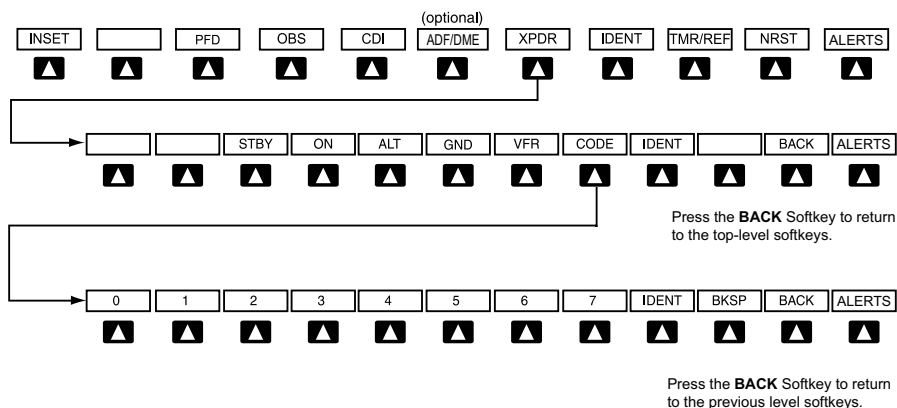 (optional)
INSET PFD OBS CDI ADF/DME XPDR IDENT TMR/REF NRST ALERTS
STBY ON ALT GND VFR CODE IDENT BACK ALERTS
Press the BACK Softkey to return
to the top-level softkeys.
0 1 2 3 4 5 6 7 IDENT BKSP BACK ALERTS
Press the BACK Softkey to return
to the previous level softkeys.